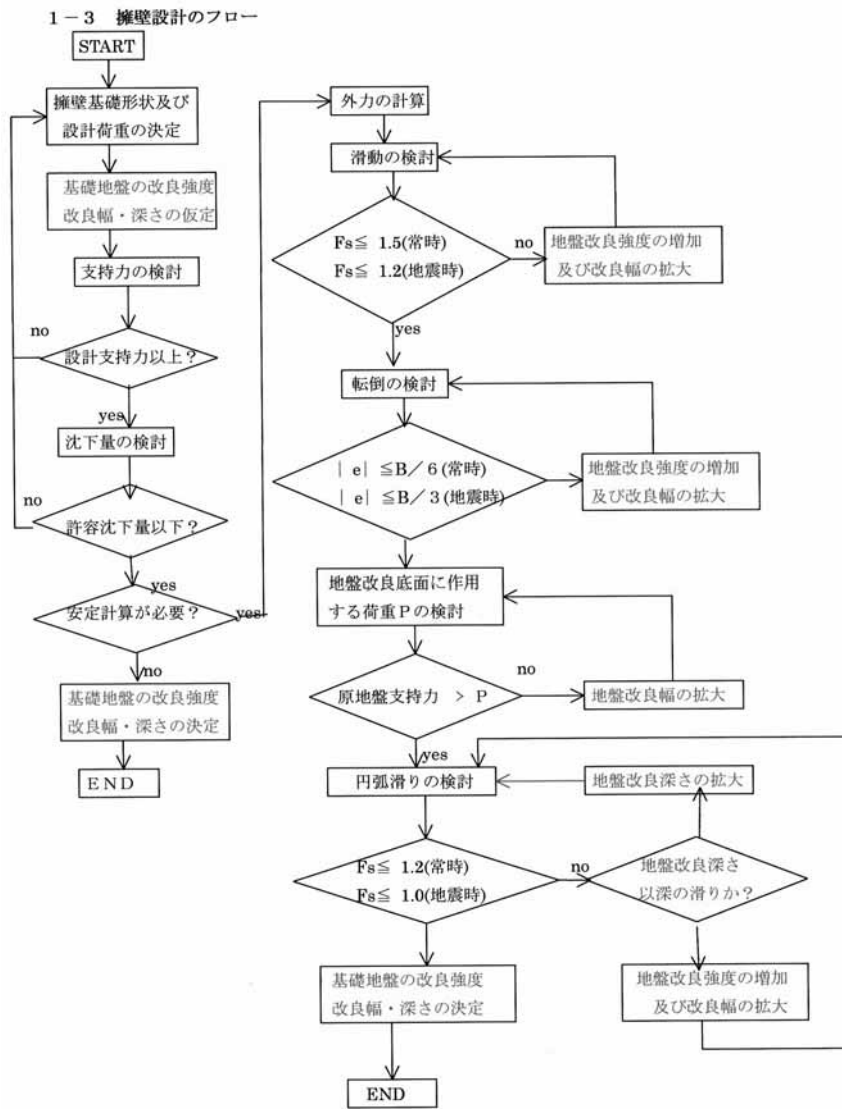 1－3 擁壁設計のフロー
START
擁壁基礎形状及び
設計荷重の決定
基礎地盤の改良強度
改良幅・深さの仮定
支持力の検討
no
設計支持力以上？
yes
沈下量の検討
no
許容沈下量以下？
yes
安定計算が必要？
yes
no
基礎地盤の改良強度
改良幅・深さの決定
END
外力の計算
滑動の検討
Fs≦ 1.5(常時)
Fs≦ 1.2(地震時)
no
地盤改良強度の増加
及び改良幅の拡大
yes
転倒の検討
｜e｜≦B／6(常時)
｜e｜≦B／3(地震時)
地盤改良強度の増加
及び改良幅の拡大
地盤改良底面に作用
する荷重Pの検討
原地盤支持力 ＞ P
no
地盤改良幅の拡大
yes
円弧滑りの検討
地盤改良深さの拡大
Fs≦ 1.2(常時)
Fs≦ 1.0(地震時)
no
地盤改良深さ
以深の滑りか？
基礎地盤の改良強度
改良幅・深さの決定
地盤改良強度の増加
及び改良幅の拡大
END